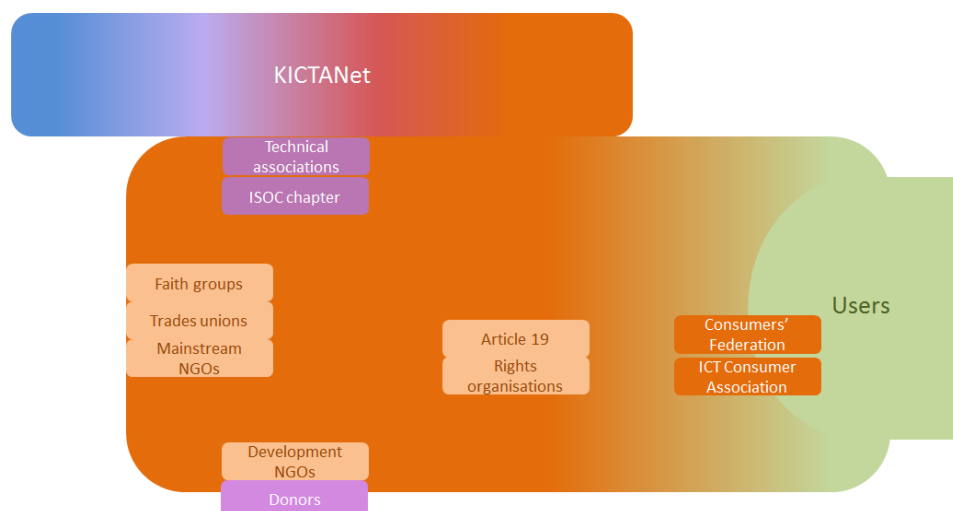 KICTANet
Technical
associations
ISOC chapter
Faith groups
Trades unions
Mainstream
NGOs
Article 19
Rights
organisations
Consumers’
Federation
ICT Consumer
Association
Users
Development
NGOs
Donors